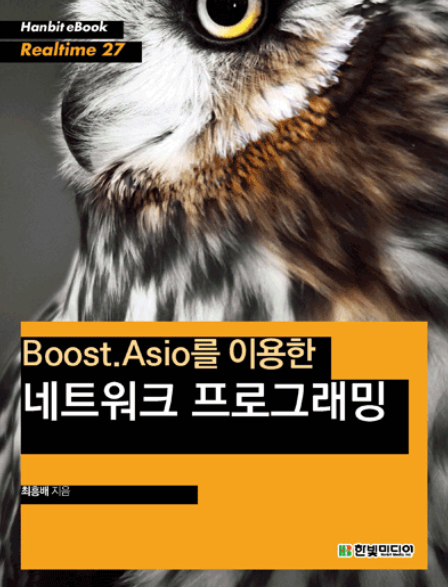 Hanbit eBook
Realtime 27
Boost.Asio를 이용한
네트워크 프로그래밍
최흥배 지음
한빛미디어